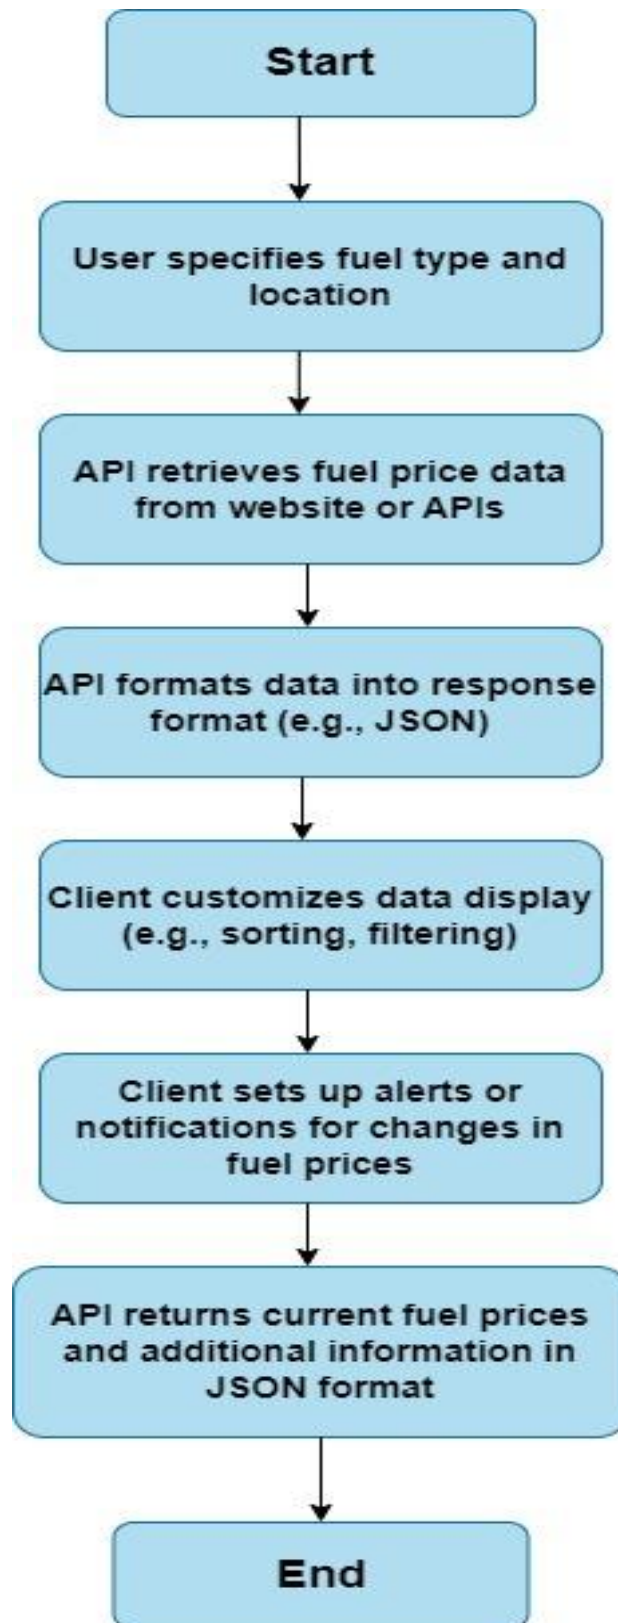 Start
User specifies fuel type and
location
API retrieves fuel price data
from website or APIs
API formats data into response
format (e.g., JSON)
Client customizes data display
(e.g., sorting, filtering)
Client sets up alerts or
notifications for changes in
fuel prices
API returns current fuel prices
and additional information in
JSON format
End